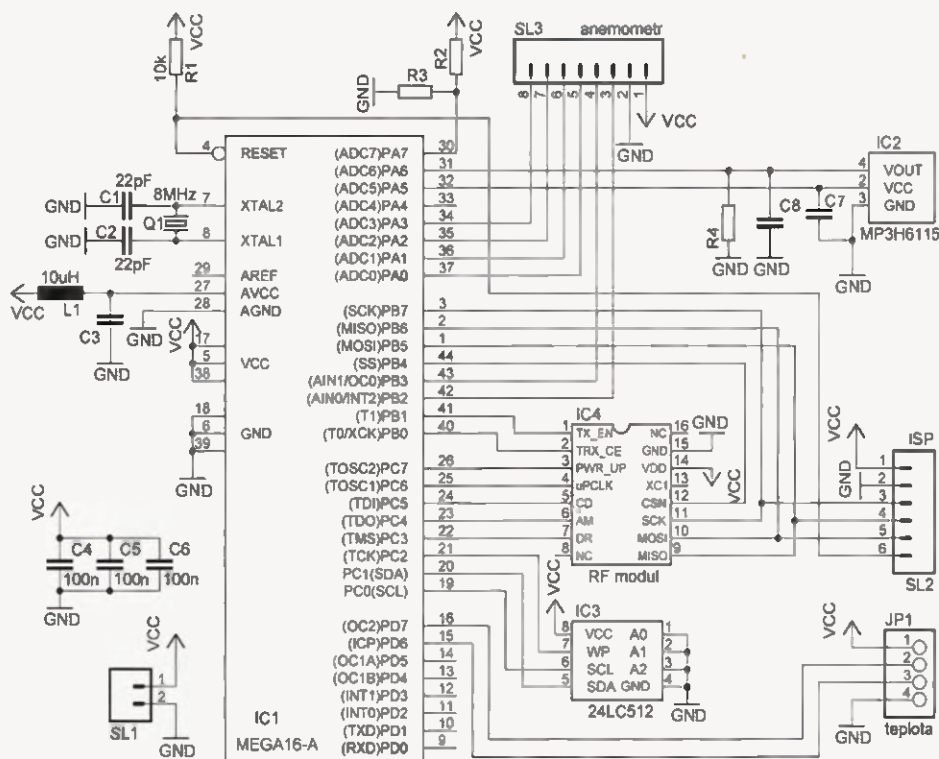 VCC
10k
R1
VCC
R2
R3
GND
SL3 anemometr
8 7 6 5 4 3 2 1
GND
VCC
4 RESET
(ADC7)PA7 30
(ADC6)PA6 31
(ADC5)PA5 32
(ADC4)PA4 33
(ADC3)PA3 34
(ADC2)PA2 35
(ADC1)PA1 36
(ADC0)PA0 37
22pF
C1
8MHz
GND
7 XTAL2
Q1
GND
C2
22pF
8 XTAL1
10uH
VCC
L1
C3
GND
GND
29 AREF
27 AVCC
28 AGND
VCC
17
5 VCC
38
18
6 GND
39
GND
(SCK)PB7 3
(MISO)PB6 2
(MOSI)PB5 1
(SS)PB4 44
(AIN1/OC0)PB3 43
(AIN0/INT2)PB2 42
(T1)PB1 41
(T0/XCK)PB0 40
(TOSC2)PC7 26
(TOSC1)PC6 25
(TDI)PC5 24
(TDO)PC4 23
(TMS)PC3 22
(TCK)PC2 21
PC1(SDA) 20
PC0(SCL) 19
(OC2)PD7 16
(ICP)PD6 15
(OC1A)PD5 14
(OC1B)PD4 13
(INT1)PD3 12
(INT0)PD2 11
(TXD)PD1 10
(RXD)PD0 9
IC1
MEGA16-A
IC2
4 VOUT
2 VCC
3 GND
MP3H6115
R4
C8
C7
GND
GND
GND
IC4
1 TX_EN NC 16
2 TRX_CE GND 15
3 PWR_UP VDD 14
4 uPCLK XC1 13
5 CD CSN 12
6 AM SCK 11
7 DR MOSI 10
8 NC MISO 9
RF modul
GND
VCC
VCC
IC3
8 VCC A0 1
7 WP A1 2
6 SCL A2 3
5 SDA GND 4
24LC512
GND
VCC
GND
ISP
1
2
3
4
5
6
SL2
VCC
JP1
1
2
3
4
GND
teplota
VCC
C4 C5 C6
100n 100n 100n
GND
VCC
1
2
SL1
GND